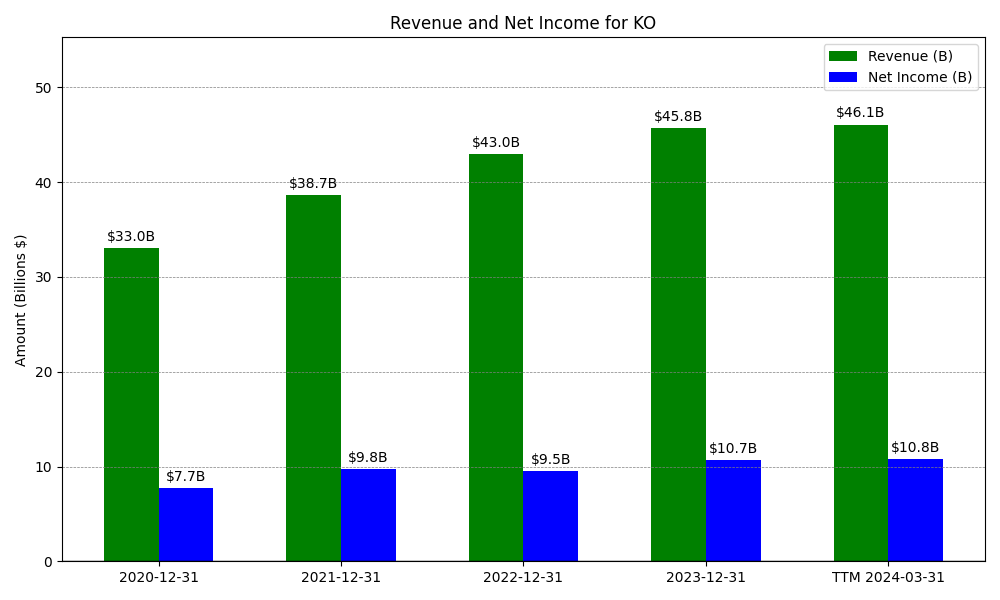 Revenue and Net Income for KO
Revenue (B)
Net Income (B)
Amount (Billions $)
50
40
30
20
10
0
$33.0B
$7.7B
$38.7B
$9.8B
$43.0B
$9.5B
$45.8B
$10.7B
$46.1B
$10.8B
2020-12-31
2021-12-31
2022-12-31
2023-12-31
TTM 2024-03-31